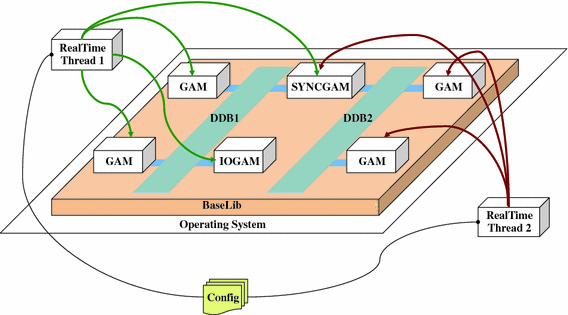 RealTime
Thread 1
GAM
SYNCGAM
GAM
DDB1
DDB2
GAM
IOGAM
GAM
BaseLib
Operating System
RealTime
Thread 2
Config